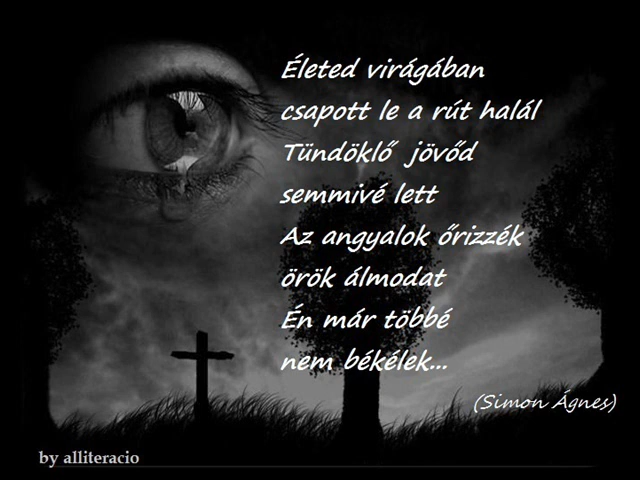 Életed virágában
csapott le a rút halál
Tündöklő jövőd
semmivé lett
Az angyalok őrizzék
örök álmodat
Én már többé
nem békélek...
(Simon Ágnes)
by alliteracio